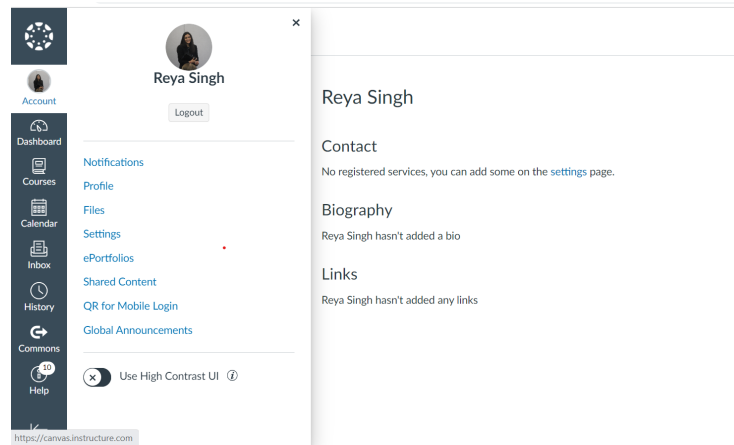 Account
Dashboard
Courses
Calendar
Inbox
History
Commons
10
Help
https://canvas.instructure.com
Reya Singh
Logout
Notifications
Profile
Files
Settings
ePortfolios
Shared Content
QR for Mobile Login
Global Announcements
Use High Contrast UI
Reya Singh
Contact
No registered services, you can add some on the settings page.
Biography
Reya Singh hasn't added a bio
Links
Reya Singh hasn't added any links